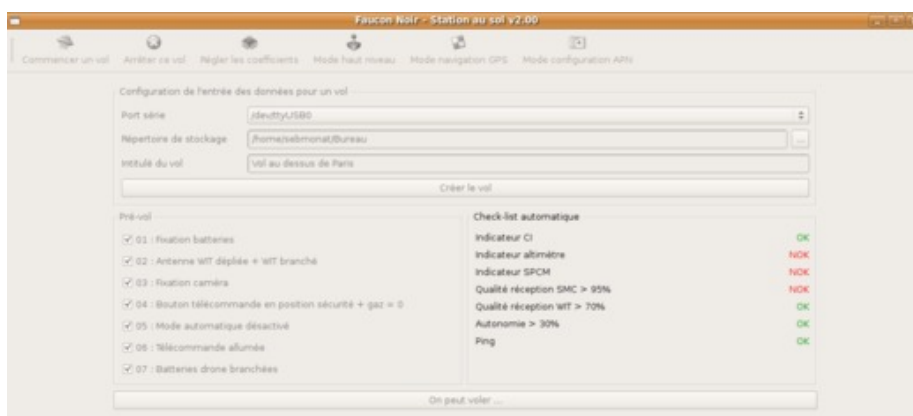 Faucon Noir - Station au sol v2.00
Commencer un vol Arrêter ce vol Régler les coefficients Mode haut niveau Mode navigation GPS Mode configuration APN
Configuration de l'entrée des données pour un vol
Port série /dev/ttyUSB0
Répertoire de stockage /home/sebmonat/Bureau ...
Intitulé du vol Vol au dessus de Paris
Créer le vol
Pré-vol
01 : Fixation batteries
02 : Antenne WIT dépliée + WIT branché
03 : Fixation caméra
04 : Bouton télécommande en position sécurité + gaz = 0
05 : Mode automatique désactivé
06 : Télécommande allumée
07 : Batteries drone branchées
Check-list automatique
Indicateur CI OK
Indicateur altimètre NOK
Indicateur SPCM NOK
Qualité réception SMC > 95% NOK
Qualité réception WIT > 70% OK
Autonomie > 30% OK
Ping OK
On peut voler ...